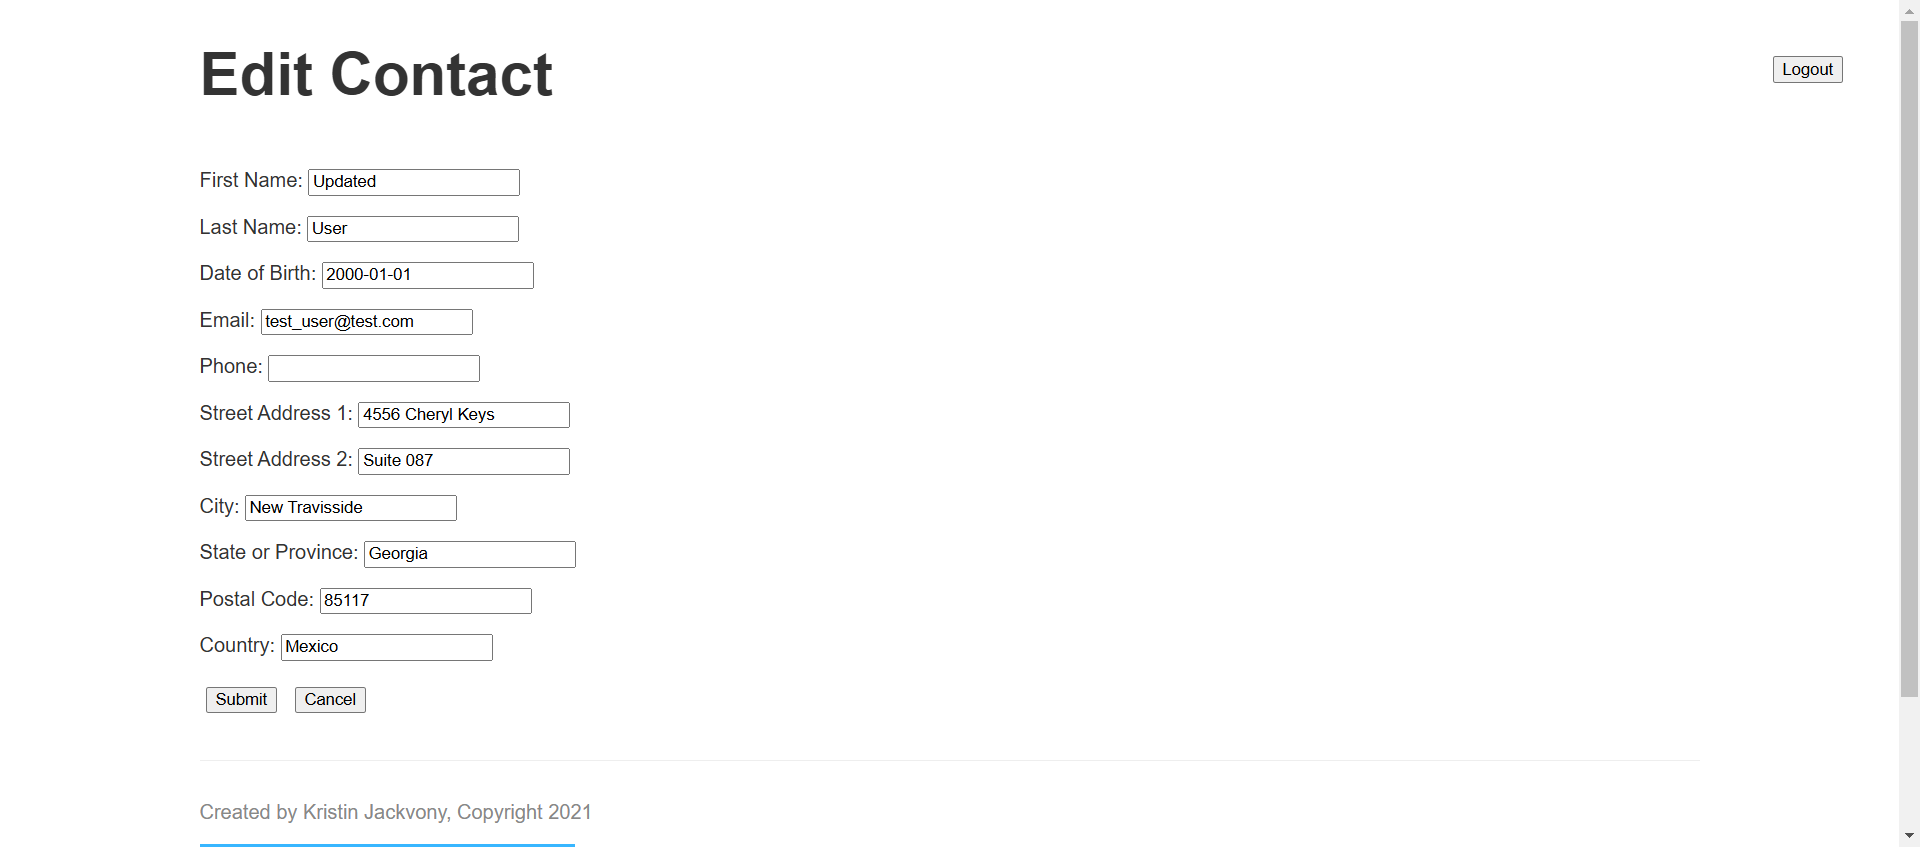 Edit Contact
Logout
First Name: Updated
Last Name: User
Date of Birth: 2000-01-01
Email: test_user@test.com
Phone:
Street Address 1: 4556 Cheryl Keys
Street Address 2: Suite 087
City: New Travisside
State or Province: Georgia
Postal Code: 85117
Country: Mexico
Submit Cancel
Created by Kristin Jackvony, Copyright 2021